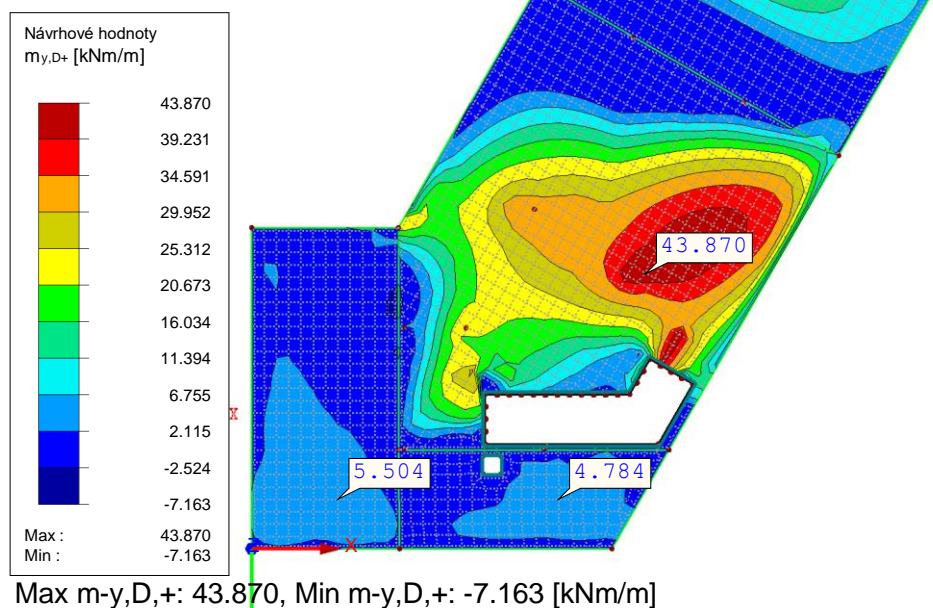 Návrhové hodnoty
my,D+ [kNm/m]
43.870
39.231
34.591
29.952
25.312
20.673
16.034
11.394
6.755
2.115
-2.524
-7.163
Max : 43.870
Min : -7.163
43.870
X
5.504
4.784
X
Max m-y,D,+: 43.870, Min m-y,D,+: -7.163 [kNm/m]